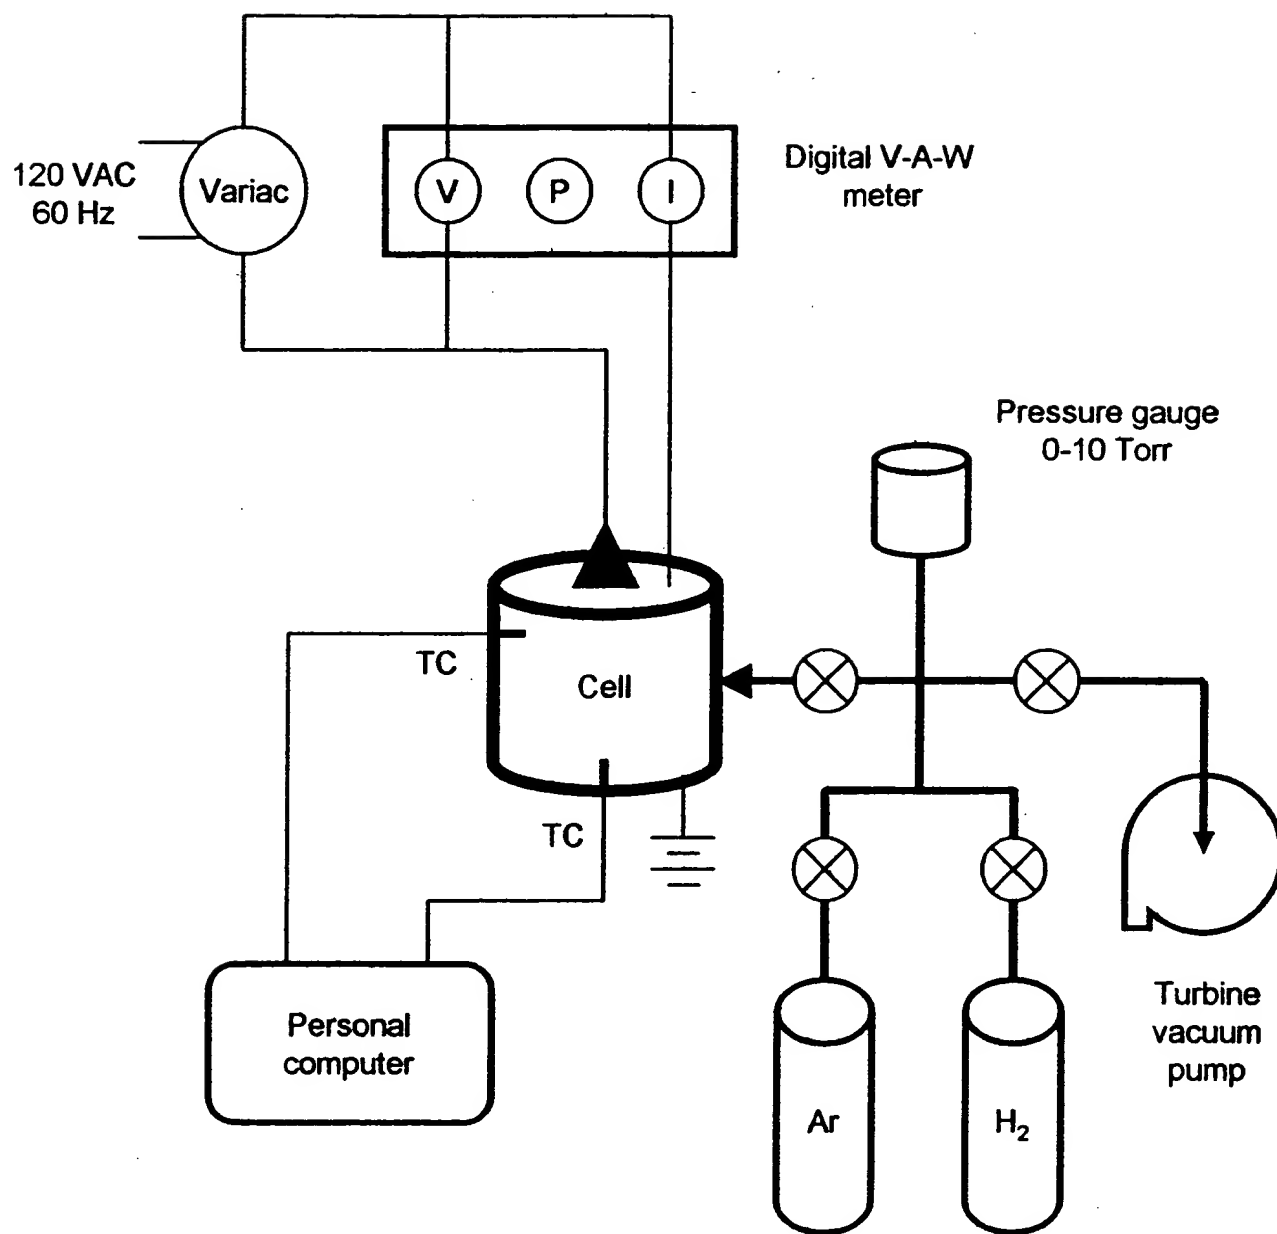 120 VAC
60 Hz
Variac
V
P
I
Digital V-A-W
meter
Pressure gauge
0-10 Torr
TC
Cell
TC
Personal
computer
Ar
H₂
Turbine
vacuum
pump